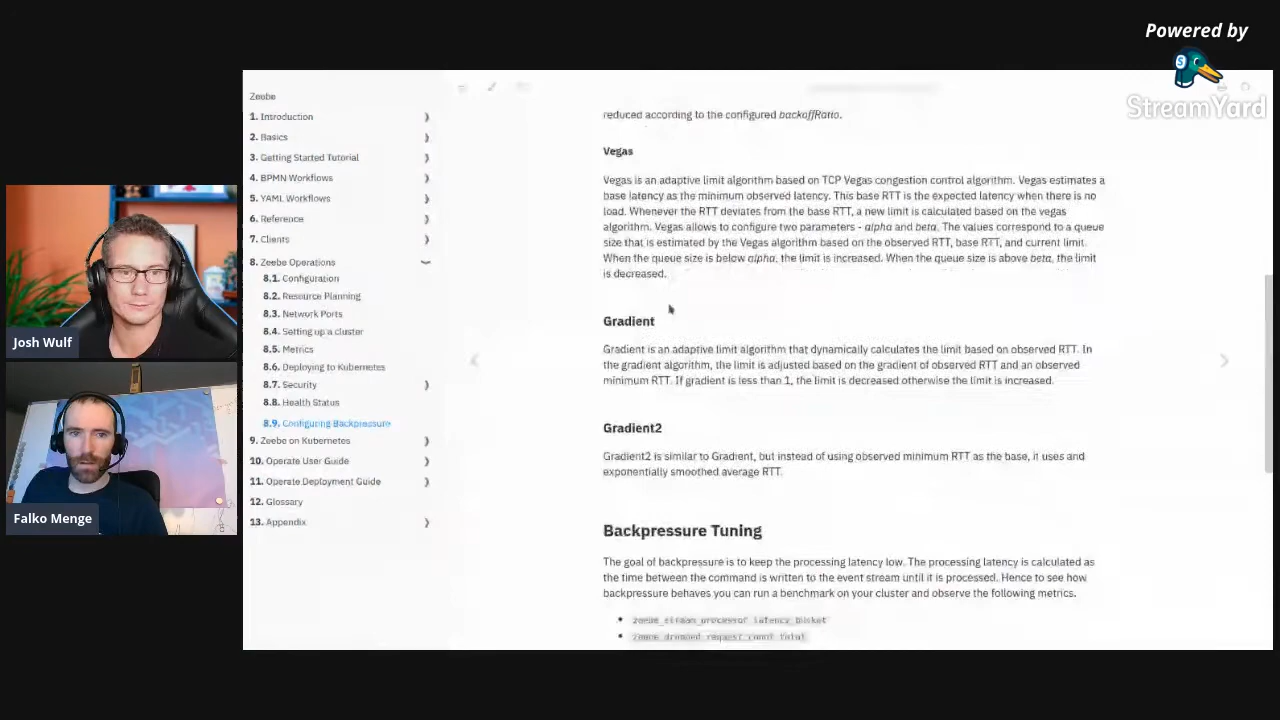 Powered by
StreamYard
Zeebe
1. Introduction
2. Basics
3. Getting Started Tutorial
4. BPMN Workflows
5. YAML Workflows
6. Reference
7. Clients
8. Zeebe Operations
8.1. Configuration
8.2. Resource Planning
8.3. Network Ports
8.4. Setting up a cluster
8.5. Metrics
8.6. Deploying to Kubernetes
8.7. Security
8.8. Health Status
8.9. Configuring Backpressure
9. Zeebe on Kubernetes
10. Operate User Guide
11. Operate Deployment Guide
12. Glossary
13. Appendix
reduced according to the configured backoffRatio.
Vegas
Vegas is an adaptive limit algorithm based on TCP Vegas congestion control algorithm. Vegas estimates a
base latency as the minimum observed latency. This base RTT is the expected latency when there is no
load. Whenever the RTT deviates from the base RTT, a new limit is calculated based on the vegas
algorithm. Vegas allows to configure two parameters - alpha and beta. The values correspond to a queue
size that is estimated by the Vegas algorithm based on the observed RTT, base RTT, and current limit.
When the queue size is below alpha, the limit is increased. When the queue size is above beta, the limit
is decreased.
Gradient
Gradient is an adaptive limit algorithm that dynamically calculates the limit based on observed RTT. In
the gradient algorithm, the limit is adjusted based on the gradient of observed RTT and an observed
minimum RTT. If gradient is less than 1, the limit is decreased otherwise the limit is increased.
Gradient2
Gradient2 is similar to Gradient, but instead of using observed minimum RTT as the base, it uses and
exponentially smoothed average RTT.
Backpressure Tuning
The goal of backpressure is to keep the processing latency low. The processing latency is calculated as
the time between the command is written to the event stream until it is processed. Hence to see how
backpressure behaves you can run a benchmark on your cluster and observe the following metrics.
zeebe_stream_processor_latency_bucket
zeebe_dropped_request_count_total
Josh Wulf
Falko Menge